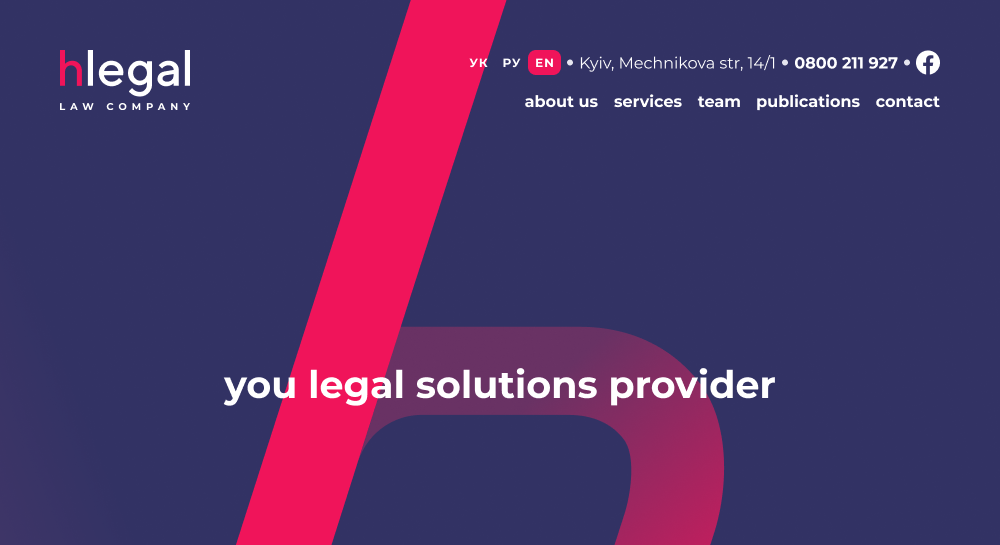 hlegal
LAW COMPANY
УК РУ EN • Kyiv, Mechnikova str, 14/1 • 0800 211 927 •
about us services team publications contact
you legal solutions provider